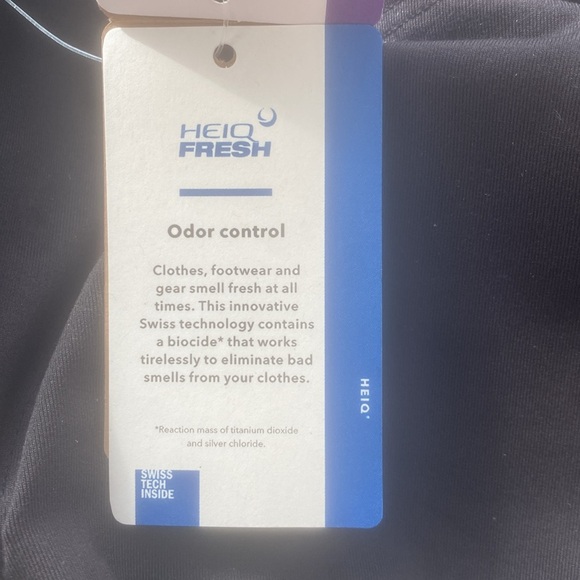 HEIQ
FRESH
Odor control
Clothes, footwear and
gear smell fresh at all
times. This innovative
Swiss technology contains
a biocide* that works
tirelessly to eliminate bad
smells from your clothes.
*Reaction mass of titanium dioxide
and silver chloride.
SWISS
TECH
INSIDE
HEIQ®